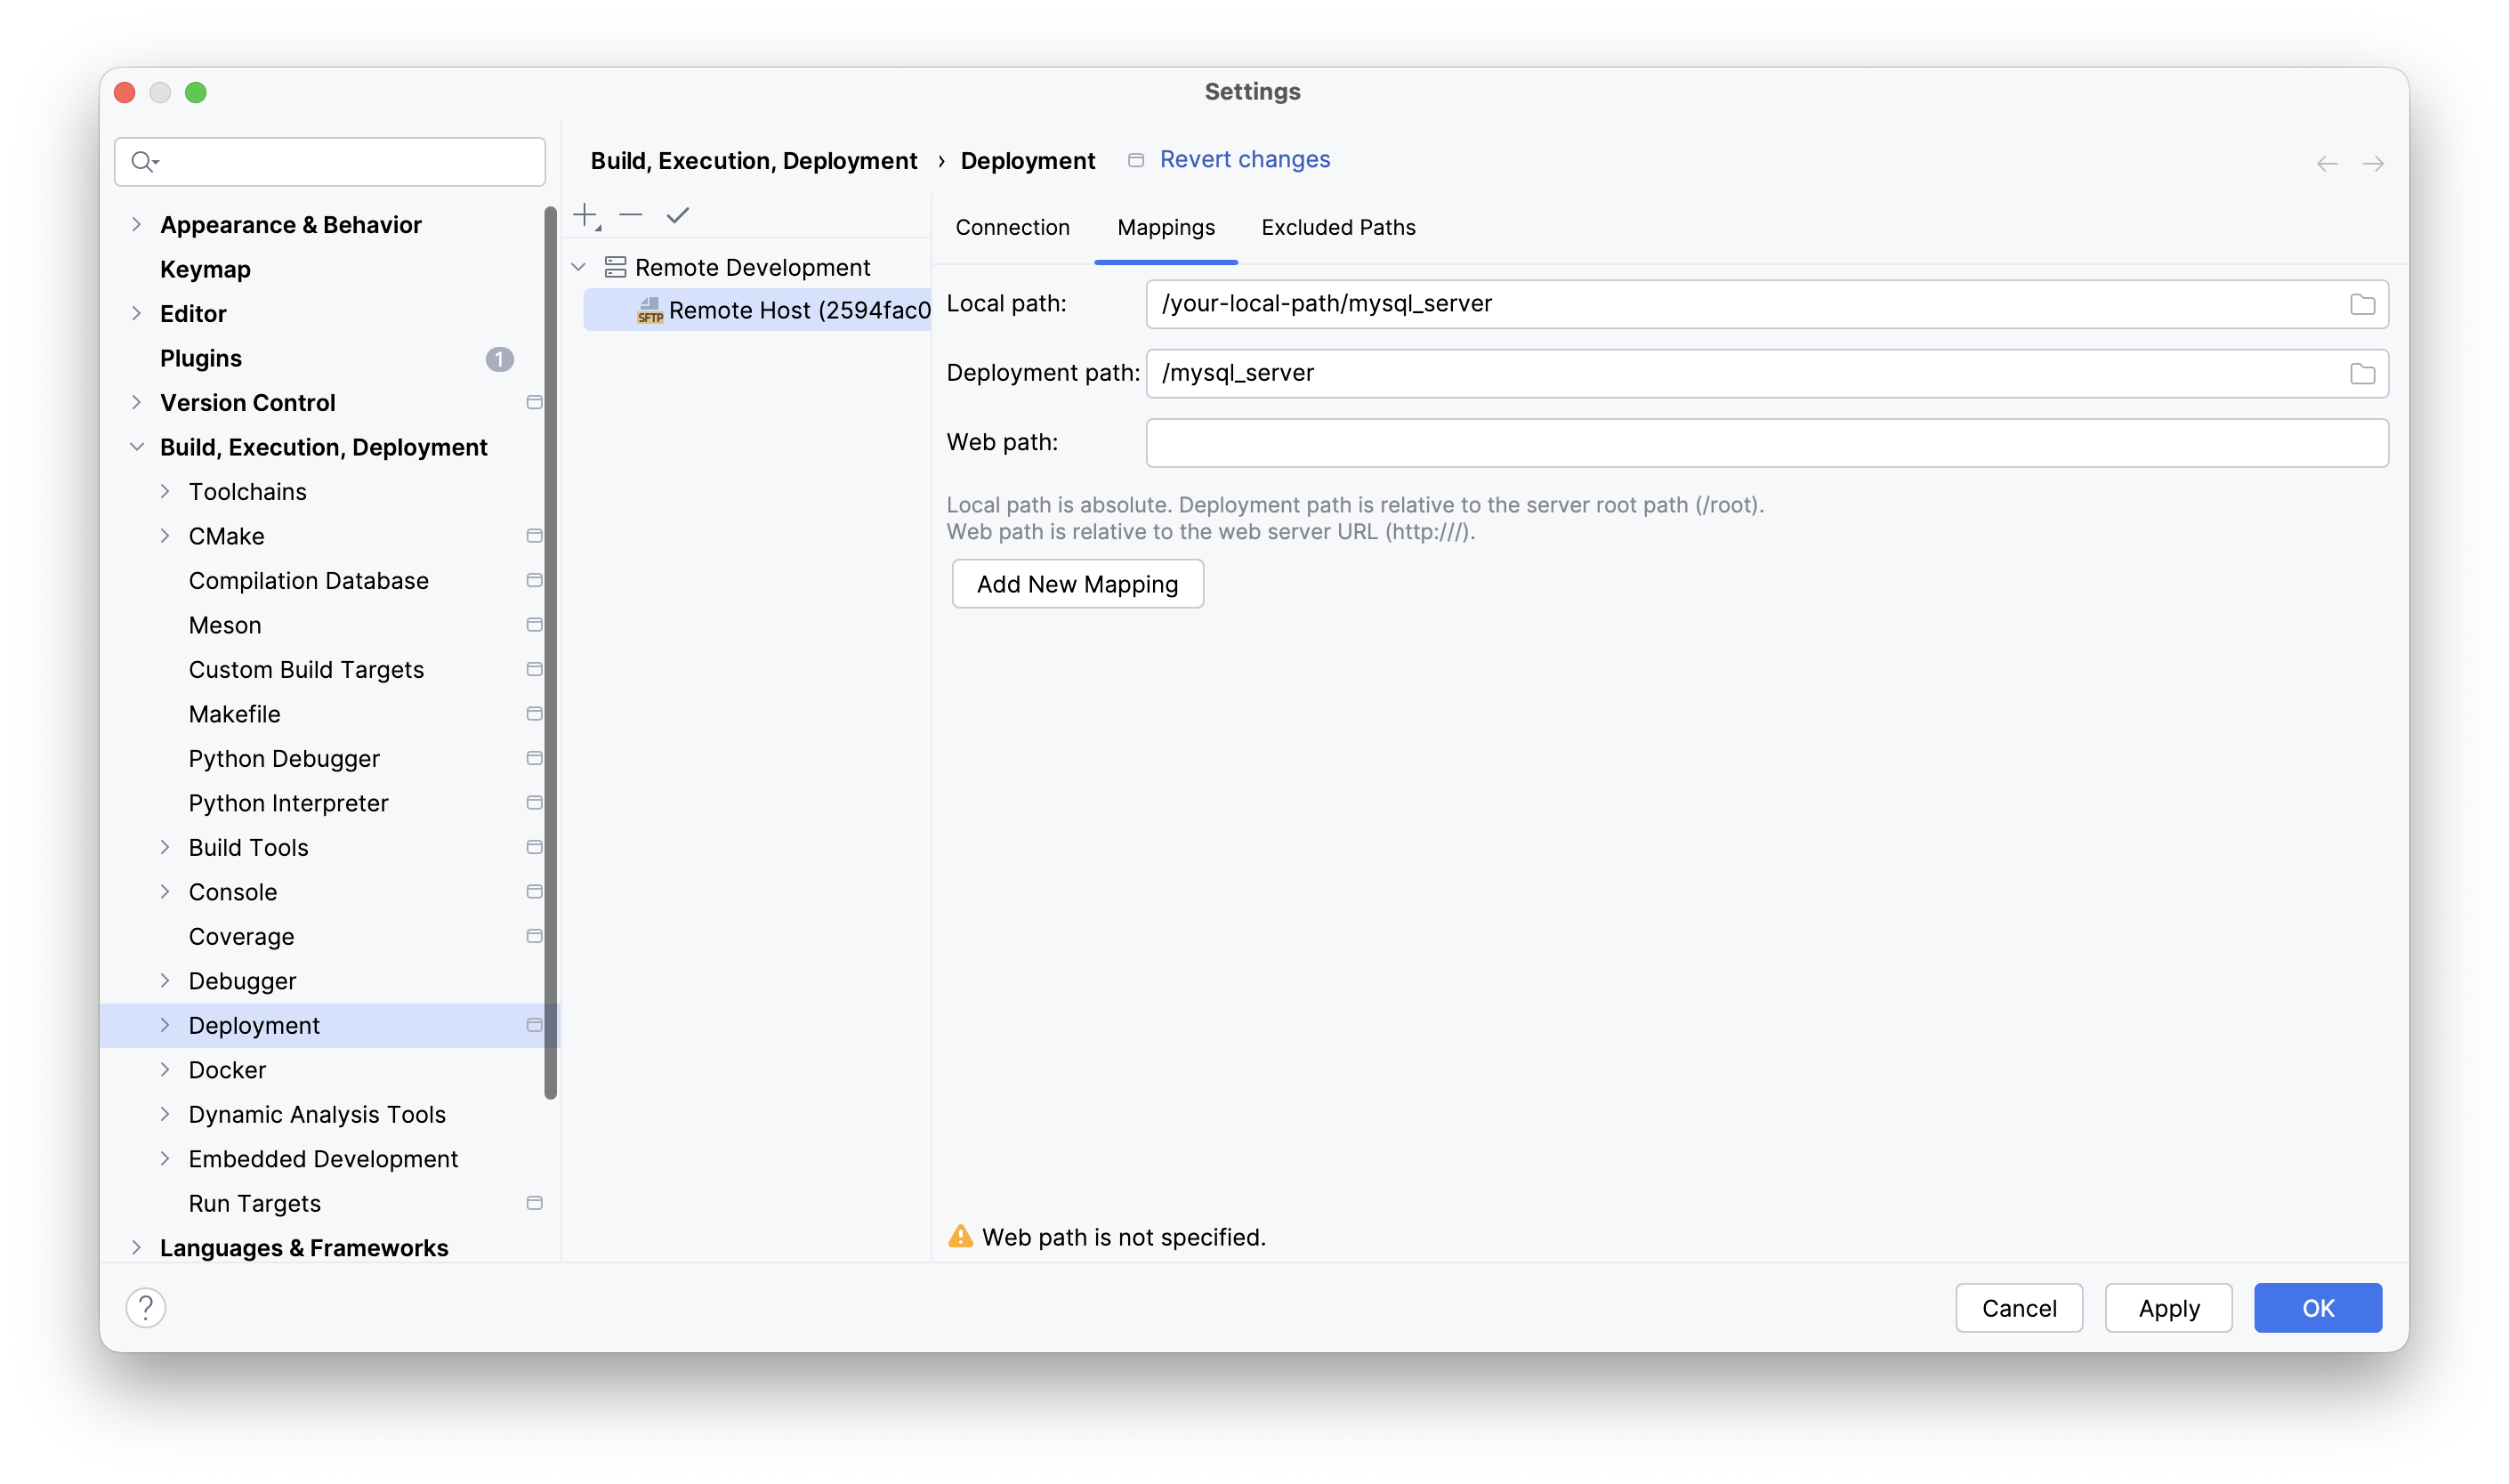 Settings
Build, Execution, Deployment › Deployment Revert changes
Appearance & Behavior
Keymap
Editor
Plugins 1
Version Control
Build, Execution, Deployment
Toolchains
CMake
Compilation Database
Meson
Custom Build Targets
Makefile
Python Debugger
Python Interpreter
Build Tools
Console
Coverage
Debugger
Deployment
Docker
Dynamic Analysis Tools
Embedded Development
Run Targets
Languages & Frameworks
Remote Development
SFTP Remote Host (2594fac0
Connection Mappings Excluded Paths
Local path: /your-local-path/mysql_server
Deployment path: /mysql_server
Web path:
Local path is absolute. Deployment path is relative to the server root path (/root).
Web path is relative to the web server URL (http:///).
Add New Mapping
Web path is not specified.
? Cancel Apply OK